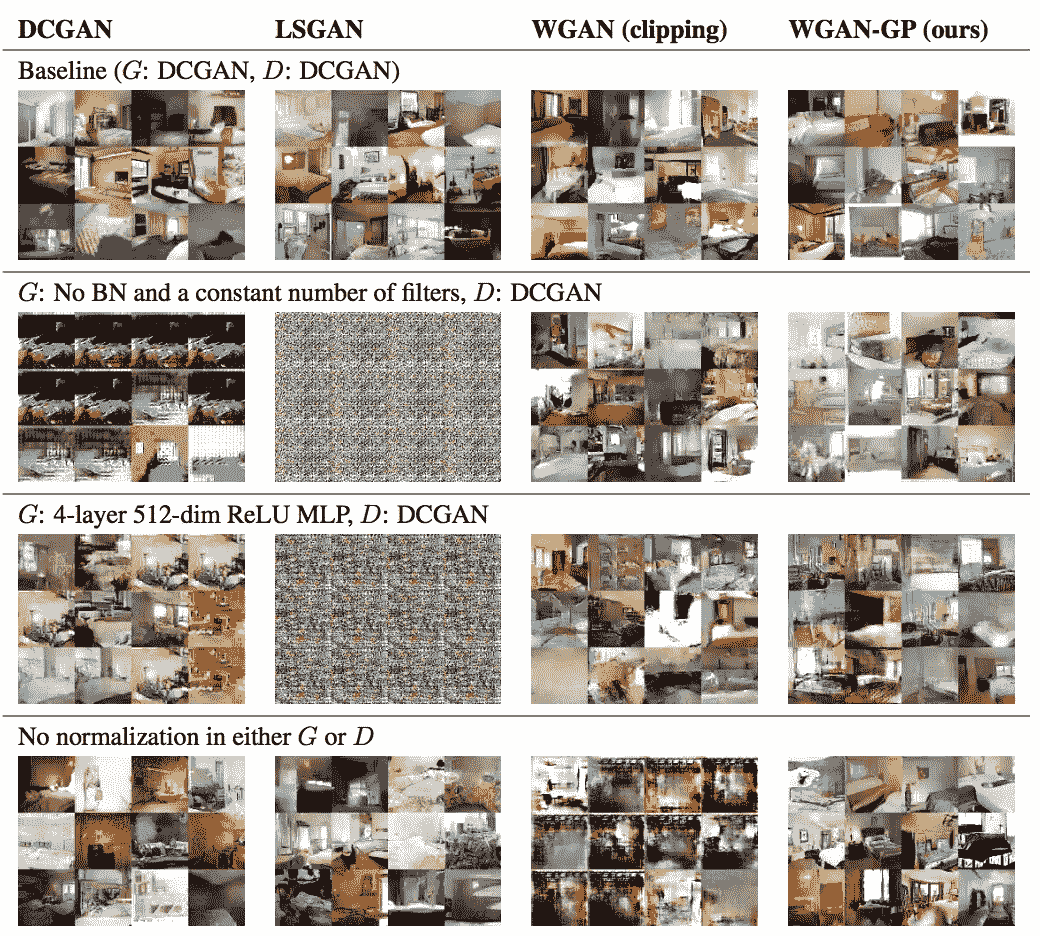 DCGAN LSGAN WGAN (clipping) WGAN-GP (ours)
Baseline (G: DCGAN, D: DCGAN)
G: No BN and a constant number of filters, D: DCGAN
G: 4-layer 512-dim ReLU MLP, D: DCGAN
No normalization in either G or D